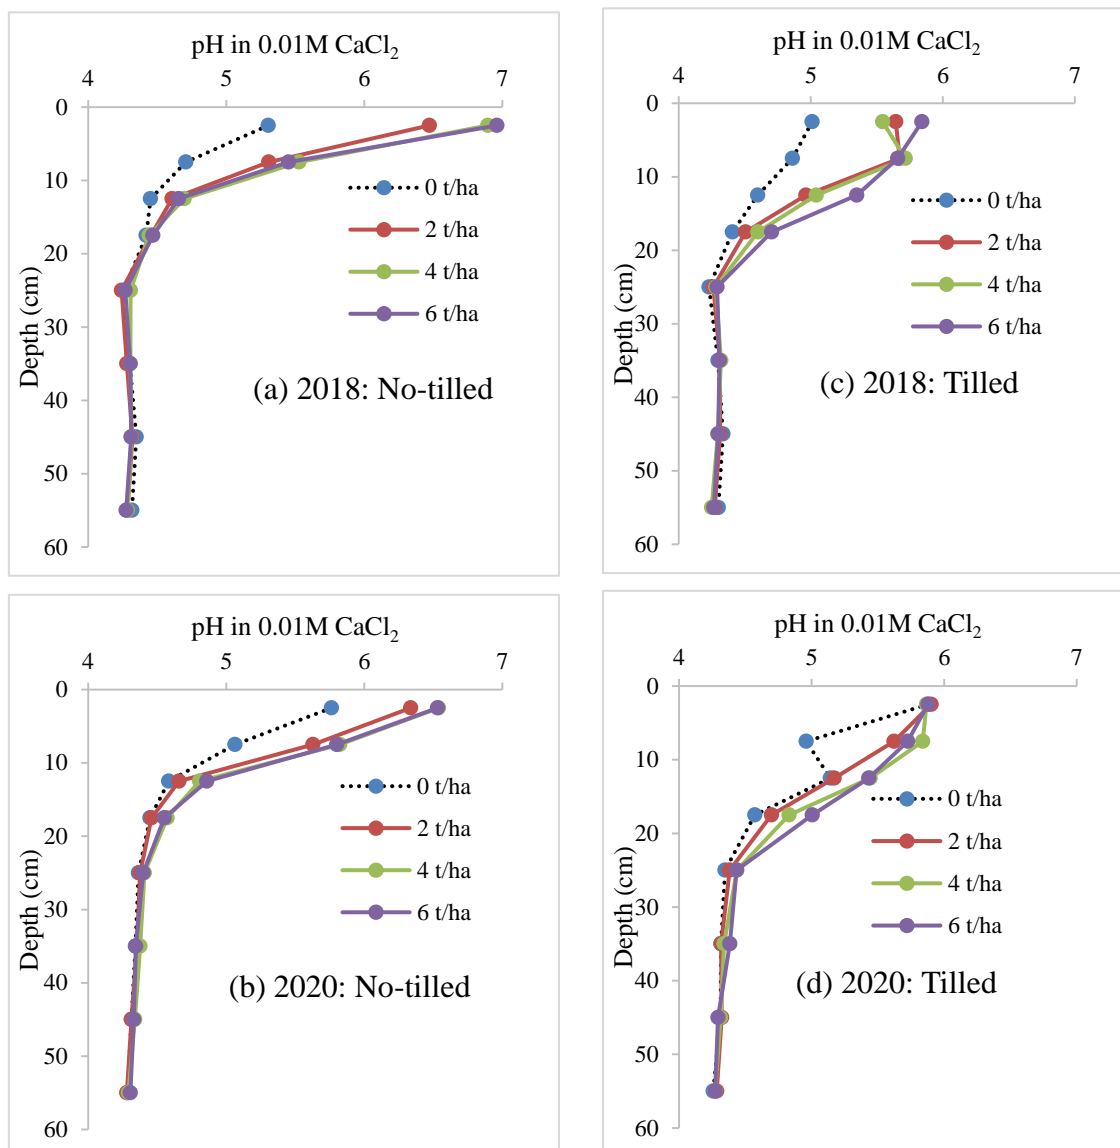 pH in 0.01M CaCl₂
4 5 6 7
0
10
20
30
40
50
60
Depth (cm)
0 t/ha
2 t/ha
4 t/ha
6 t/ha
(a) 2018: No-tilled
pH in 0.01M CaCl₂
4 5 6 7
0
10
20
30
40
50
60
Depth (cm)
0 t/ha
2 t/ha
4 t/ha
6 t/ha
(c) 2018: Tilled
pH in 0.01M CaCl₂
4 5 6 7
0
10
20
30
40
50
60
Depth (cm)
0 t/ha
2 t/ha
4 t/ha
6 t/ha
(b) 2020: No-tilled
pH in 0.01M CaCl₂
4 5 6 7
0
10
20
30
40
50
60
Depth (cm)
0 t/ha
2 t/ha
4 t/ha
6 t/ha
(d) 2020: Tilled